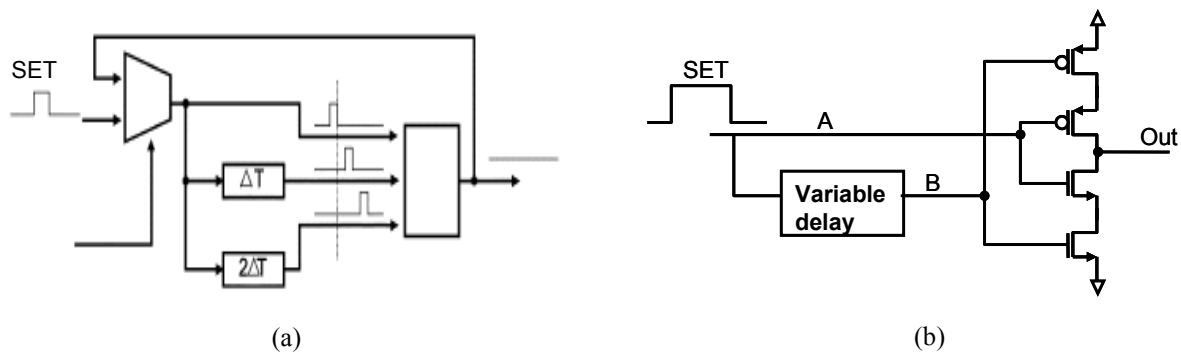 SET
ΔT
2ΔT
(a)
SET
A
Variable
delay
B
Out
(b)